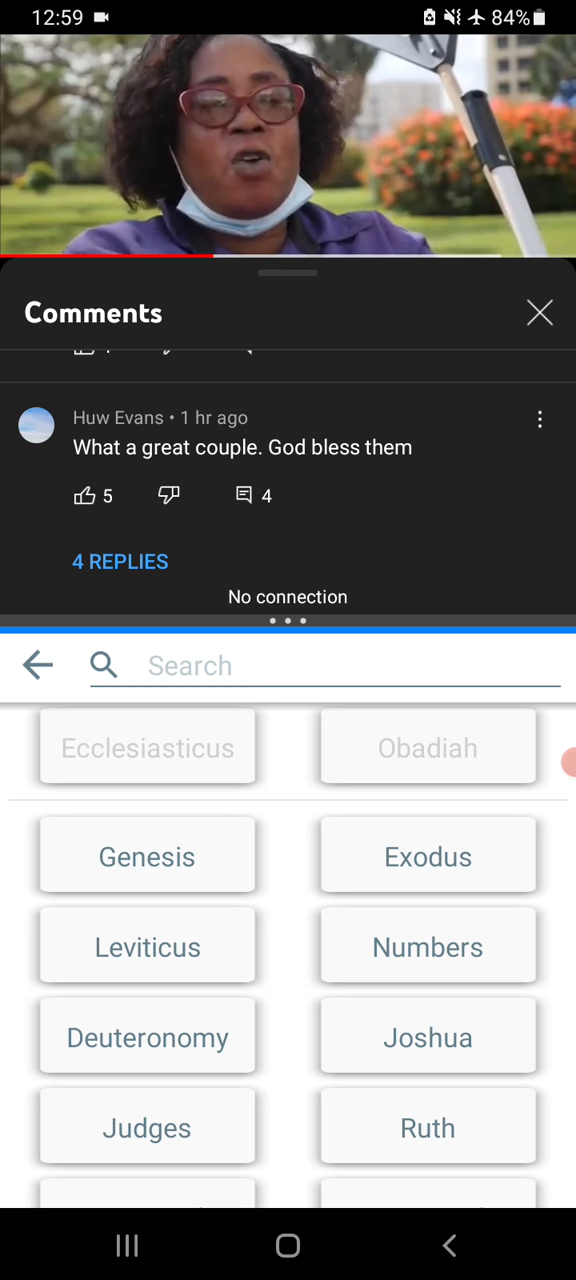 12:59
84%
Comments
Huw Evans • 1 hr ago
What a great couple. God bless them
5
4
4 REPLIES
No connection
Search
Ecclesiasticus Obadiah
Genesis Exodus
Leviticus Numbers
Deuteronomy Joshua
Judges Ruth